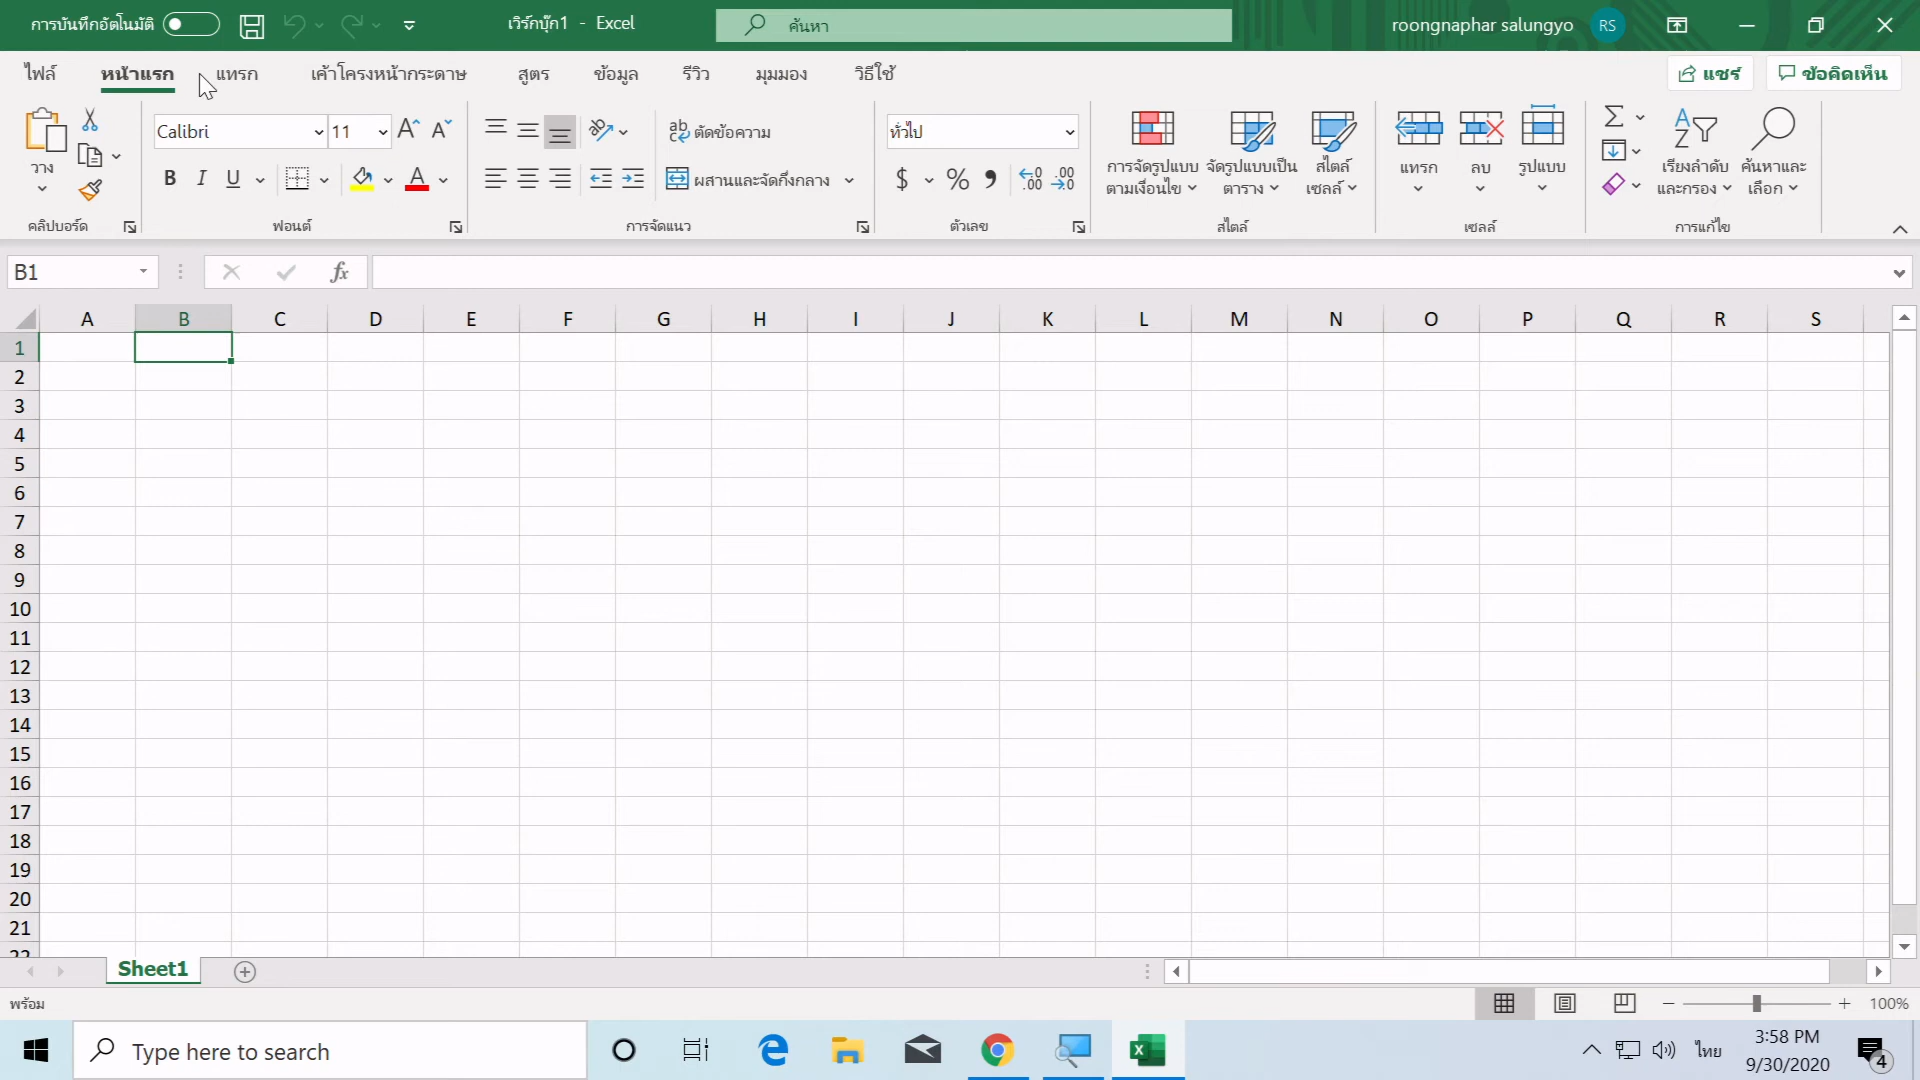 การบันทึกอัตโนมัติ
เวิร์กบุ๊ก1 - Excel
ค้นหา
roongnaphar salungyo
RS
ไฟล์ หน้าแรก แทรก เค้าโครงหน้ากระดาษ สูตร ข้อมูล รีวิว มุมมอง วิธีใช้
แชร์
ข้อคิดเห็น
วาง
คลิปบอร์ด
Calibri 11
B I U A
ฟอนต์
ab ตัดข้อความ
ผสานและจัดกึ่งกลาง
การจัดแนว
ทั่วไป
$ % , .00 .00
ตัวเลข
การจัดรูปแบบ
ตามเงื่อนไข
จัดรูปแบบเป็น
ตาราง
สไตล์
เซลล์
สไตล์
แทรก ลบ รูปแบบ
เซลล์
เรียงลำดับ
และกรอง
ค้นหาและ
เลือก
การแก้ไข
B1 fx
A B C D E F G H I J K L M N O P Q R S
1
2
3
4
5
6
7
8
9
10
11
12
13
14
15
16
17
18
19
20
21
22
Sheet1
พร้อม
100%
Type here to search
ไทย
3:58 PM
9/30/2020
4